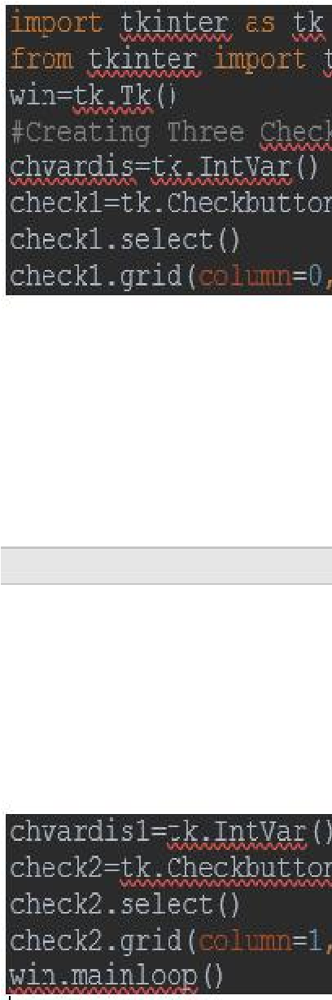 import tkinter as tk
from tkinter import t
win=tk.Tk()
#Creating Three Check
chvardis=tk.IntVar()
check1=tk.Checkbutton
check1.select()
check1.grid(column=0,
chvardis1=tk.IntVar()
check2=tk.Checkbutton
check2.select()
check2.grid(column=1,
win.mainloop()